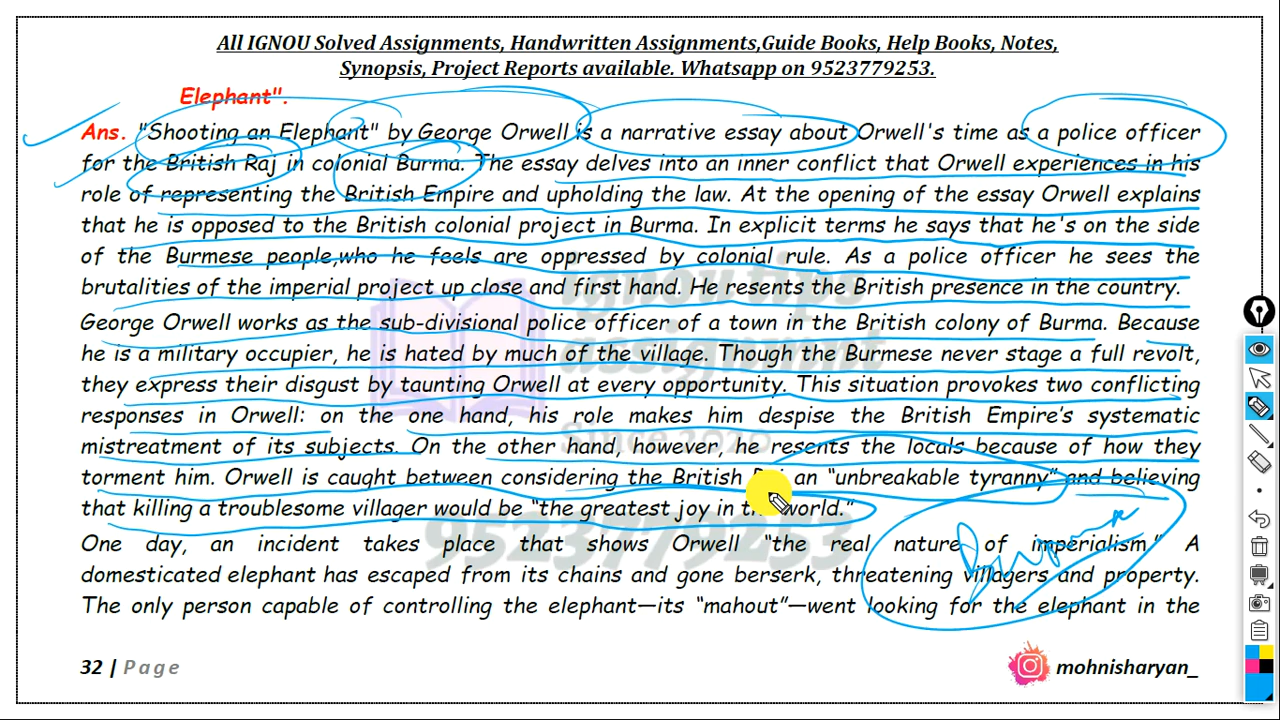 All IGNOU Solved Assignments, Handwritten Assignments,Guide Books, Help Books, Notes,
Synopsis, Project Reports available. Whatsapp on 9523779253.
Elephant".
Ans. "Shooting an Elephant" by George Orwell is a narrative essay about Orwell's time as a police officer
for the British Raj in colonial Burma. The essay delves into an inner conflict that Orwell experiences in his
role of representing the British Empire and upholding the law. At the opening of the essay Orwell explains
that he is opposed to the British colonial project in Burma. In explicit terms he says that he's on the side
of the Burmese people,who he feels are oppressed by colonial rule. As a police officer he sees the
brutalities of the imperial project up close and first hand. He resents the British presence in the country.
George Orwell works as the sub-divisional police officer of a town in the British colony of Burma. Because
he is a military occupier, he is hated by much of the village. Though the Burmese never stage a full revolt,
they express their disgust by taunting Orwell at every opportunity. This situation provokes two conflicting
responses in Orwell: on the one hand, his role makes him despise the British Empire's systematic
mistreatment of its subjects. On the other hand, however, he resents the locals because of how they
torment him. Orwell is caught between considering the British Raj an “unbreakable tyranny” and believing
that killing a troublesome villager would be “the greatest joy in the world.”
One day, an incident takes place that shows Orwell “the real nature of imperialism.” A
domesticated elephant has escaped from its chains and gone berserk, threatening villagers and property.
The only person capable of controlling the elephant—its “mahout”—went looking for the elephant in the
ignou tips
assignmnt
Since 2020
9523779253
32 | Page
mohnisharyan_